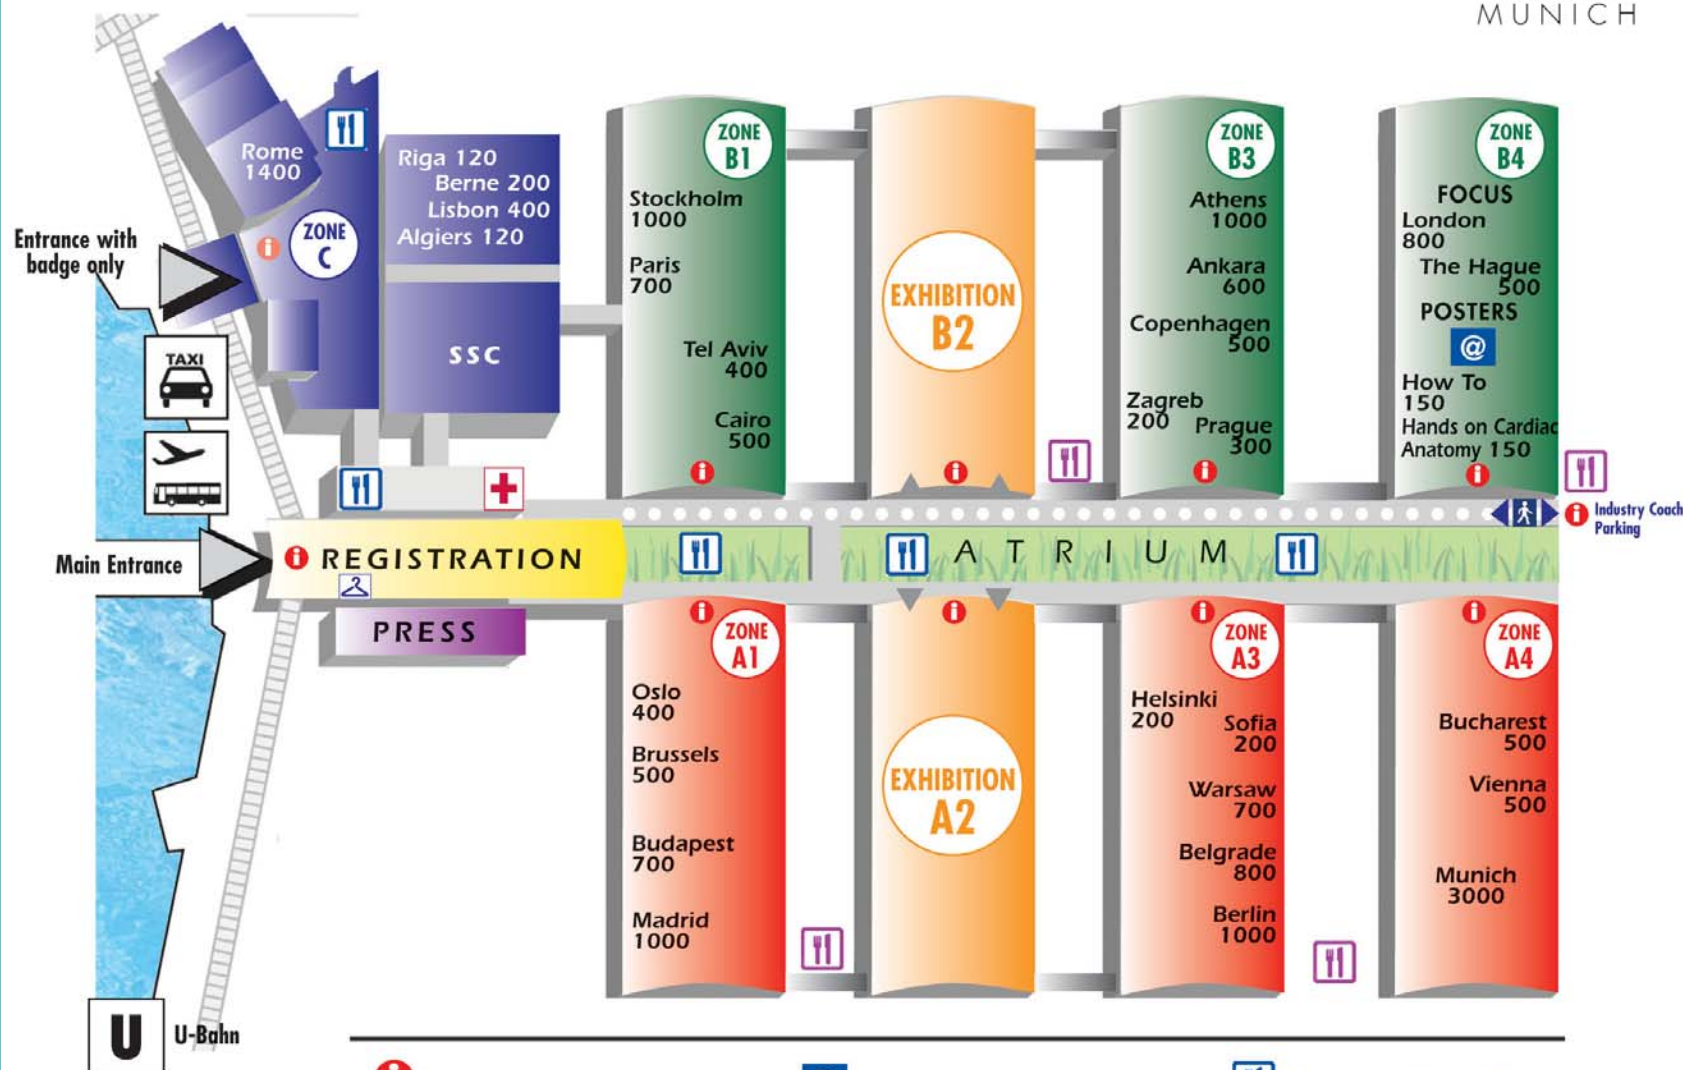 MUNICH
Rome
1400
ZONE
C
Riga 120
Berne 200
Lisbon 400
Algiers 120
SSC
Entrance with
badge only
TAXI
Main Entrance
REGISTRATION
PRESS
U
U-Bahn
ZONE
B1
Stockholm
1000
Paris
700
Tel Aviv
400
Cairo
500
EXHIBITION
B2
ZONE
B3
Athens
1000
Ankara
600
Copenhagen
500
Zagreb
200
Prague
300
ZONE
B4
FOCUS
London
800
The Hague
500
POSTERS
@
How To
150
Hands on Cardiac
Anatomy 150
Industry Coach
Parking
ATRIUM
ZONE
A1
Oslo
400
Brussels
500
Budapest
700
Madrid
1000
EXHIBITION
A2
ZONE
A3
Helsinki
200
Sofia
200
Warsaw
700
Belgrade
800
Berlin
1000
ZONE
A4
Bucharest
500
Vienna
500
Munich
3000